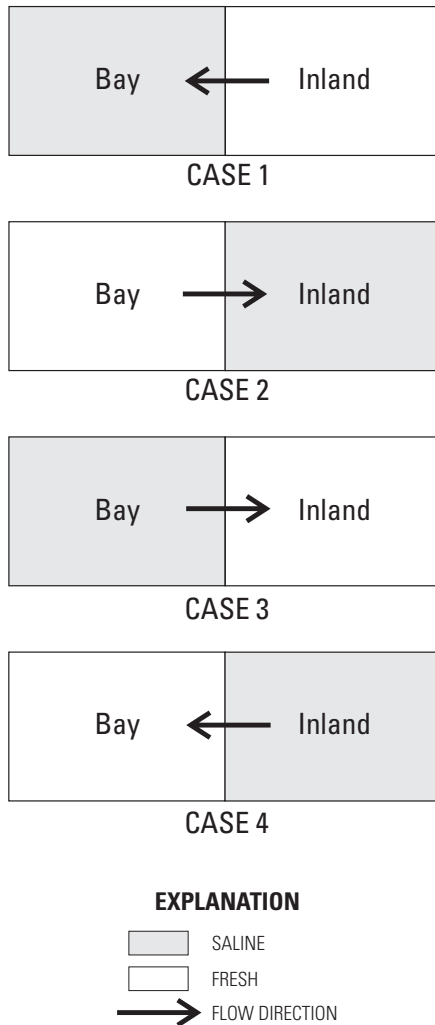 Bay Inland
CASE 1
Bay Inland
CASE 2
Bay Inland
CASE 3
Bay Inland
CASE 4
EXPLANATION
SALINE
FRESH
FLOW DIRECTION